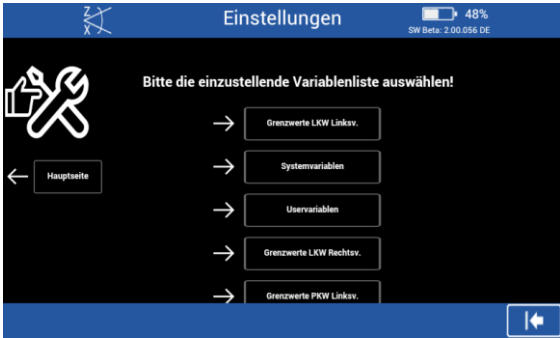 Z
X
Einstellungen
48%
SW Beta: 2.00.056 DE
Bitte die einzustellende Variablenliste auswählen!
Grenzwerte LKW Linksv.
Systemvariablen
Hauptseite
Uservariablen
Grenzwerte LKW Rechtsv.
Grenzwerte PKW Linksv.